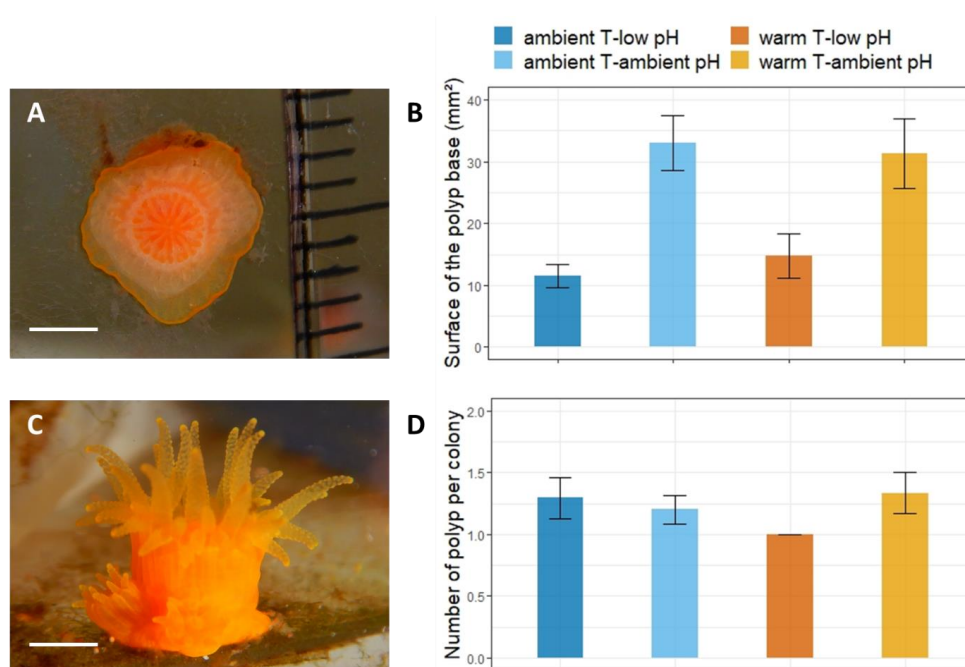 ambient T-low pH
warm T-low pH
ambient T-ambient pH
warm T-ambient pH
A
B
Surface of the polyp base (mm²)
40
30
20
10
0
C
D
Number of polyp per colony
2.0
1.5
1.0
0.5
0.0